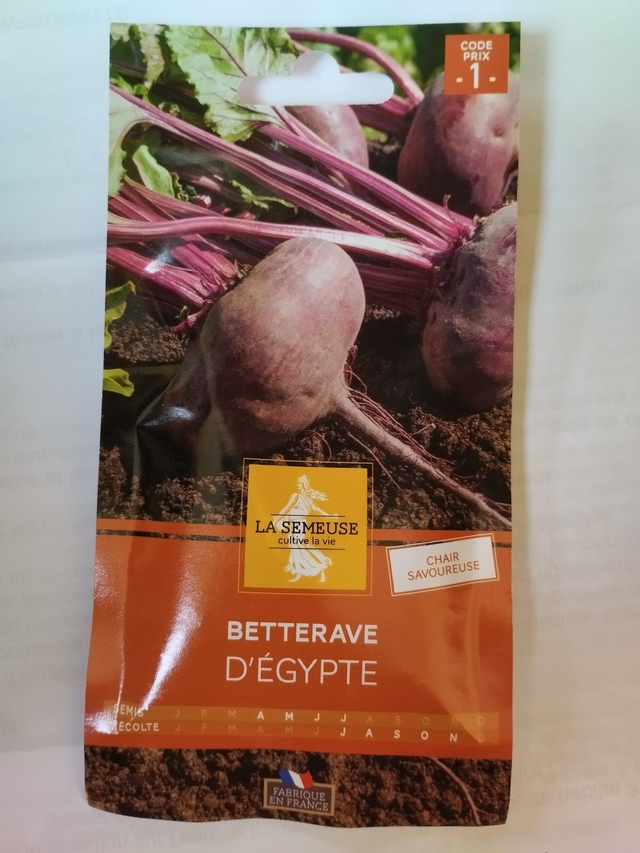 CODE
PRIX
- 1 -
LA SEMEUSE
cultive la vie
CHAIR
SAVOUREUSE
BETTERAVE
D'ÉGYPTE
SEMIS J F M A M J J A S O N D
RÉCOLTE J F M A M J J A S O N D
FABRIQUÉ
EN FRANCE